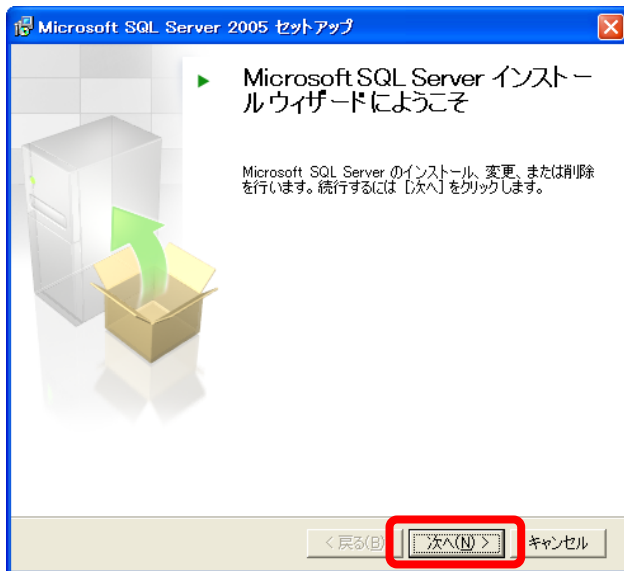 Microsoft SQL Server 2005 セットアップ
Microsoft SQL Server インストー
ル ウィザードにようこそ
Microsoft SQL Server のインストール、変更、または削除
を行います。続行するには [次へ] をクリックします。
< 戻る(B)
次へ(N) >
キャンセル